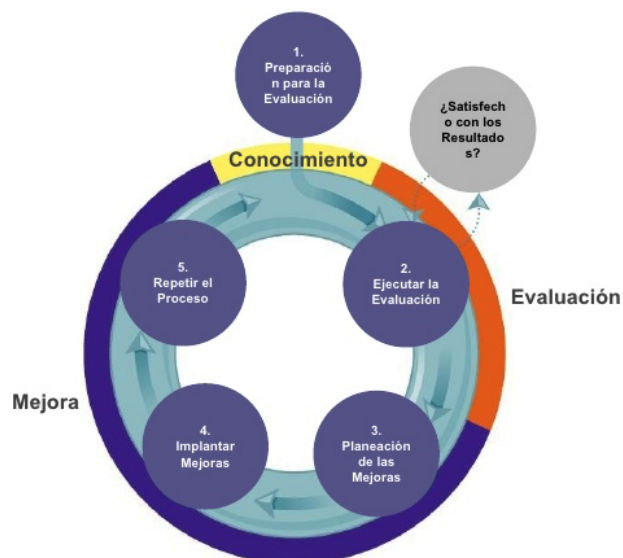 1.
Preparació
n para la
Evaluación
¿Satisfech
o con los
Resultado
s?
Conocimiento
5.
Repetir el
Proceso
2.
Ejecutar la
Evaluación
Evaluación
Mejora
4.
Implantar
Mejoras
3.
Planeación
de las
Mejoras